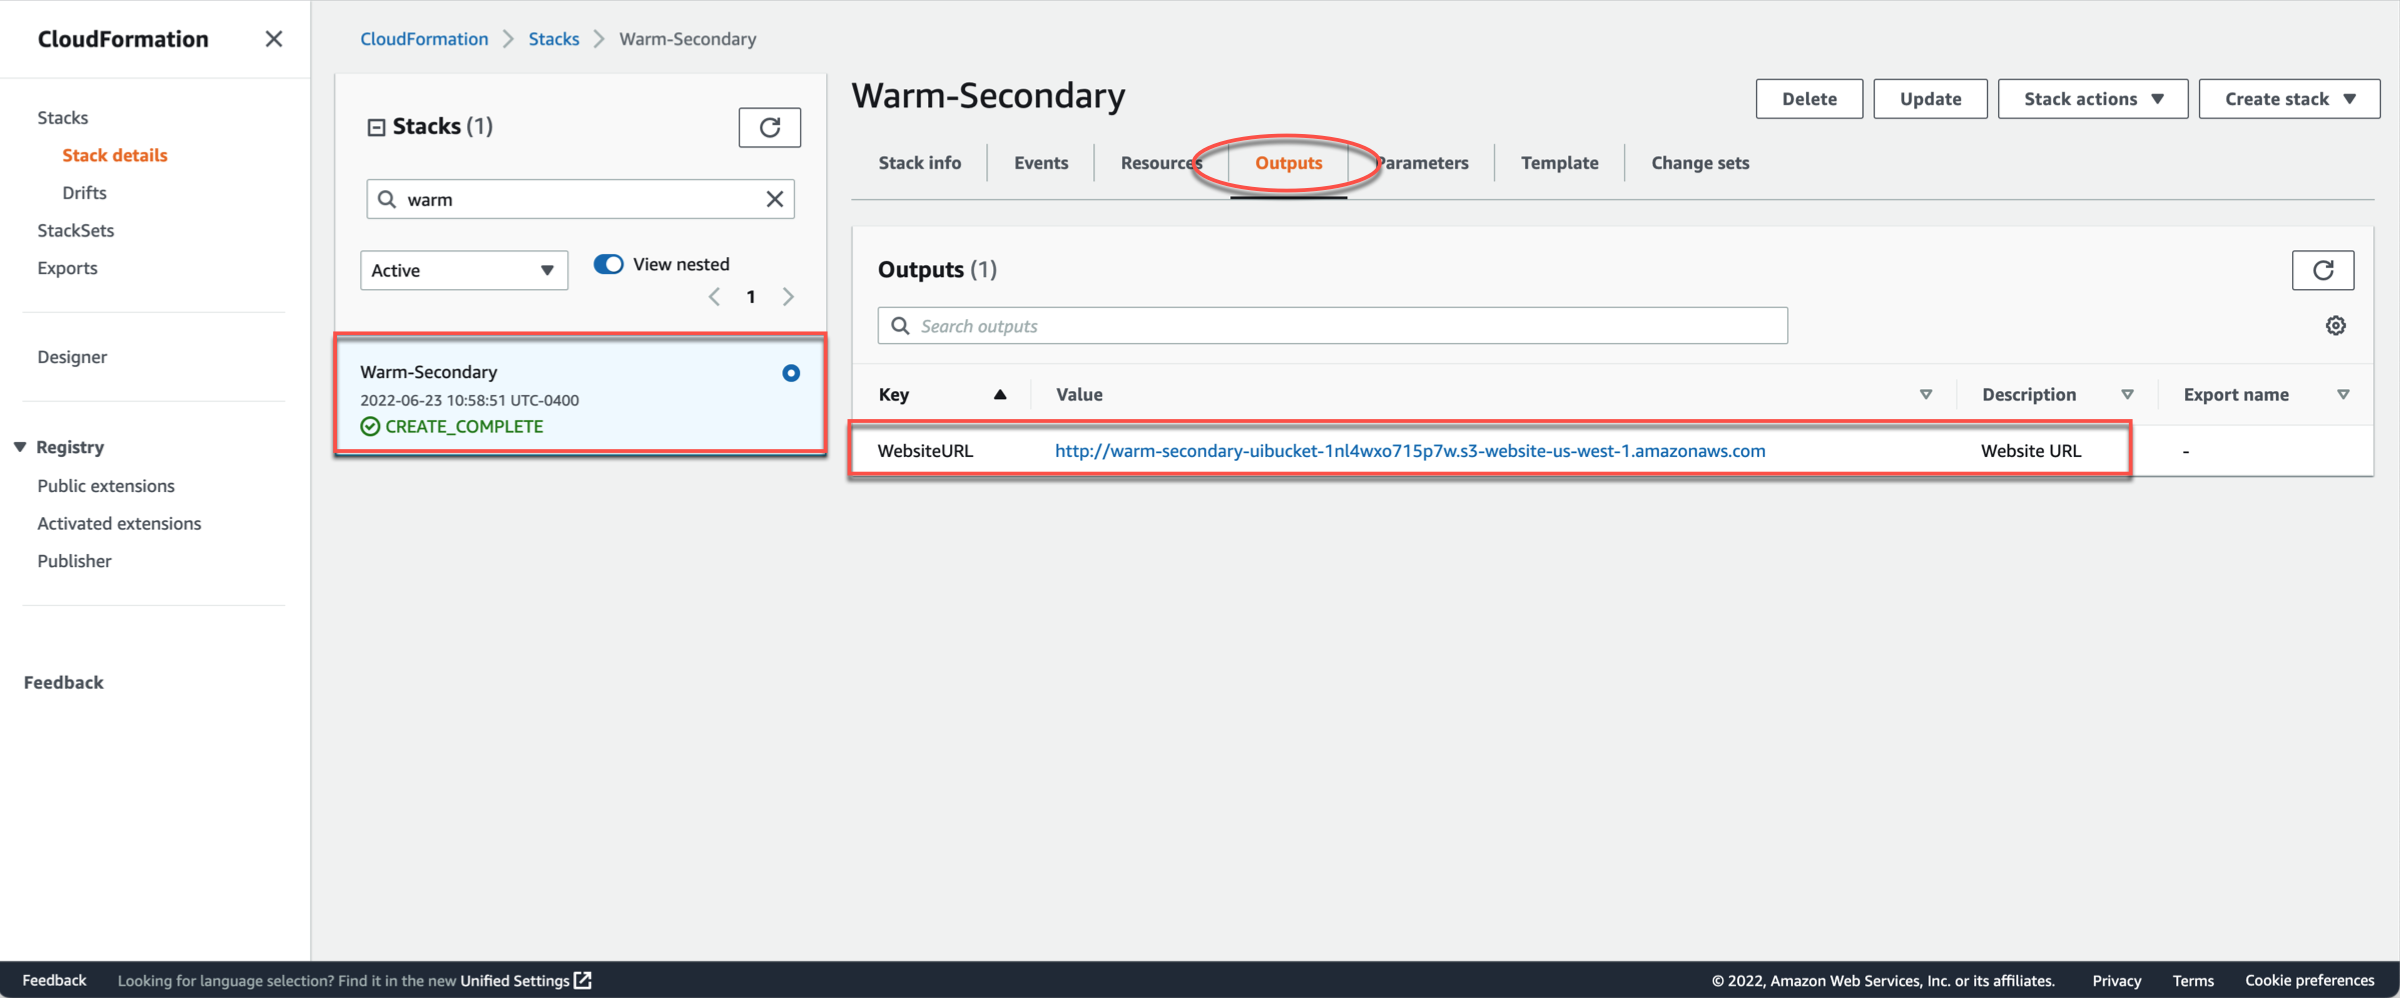 CloudFormation
Stacks
Stack details
Drifts
StackSets
Exports
Designer
Registry
Public extensions
Activated extensions
Publisher
Feedback
CloudFormation Stacks Warm-Secondary
Stacks (1)
warm
Active
View nested
1
Warm-Secondary
2022-06-23 10:58:51 UTC-0400
CREATE_COMPLETE
Warm-Secondary
Delete Update Stack actions Create stack
Stack info Events Resources Outputs Parameters Template Change sets
Outputs (1)
Search outputs
Key Value Description Export name
WebsiteURL http://warm-secondary-uibucket-1nl4wxo715p7w.s3-website-us-west-1.amazonaws.com Website URL -
Feedback Looking for language selection? Find it in the new Unified Settings © 2022, Amazon Web Services, Inc. or its affiliates. Privacy Terms Cookie preferences